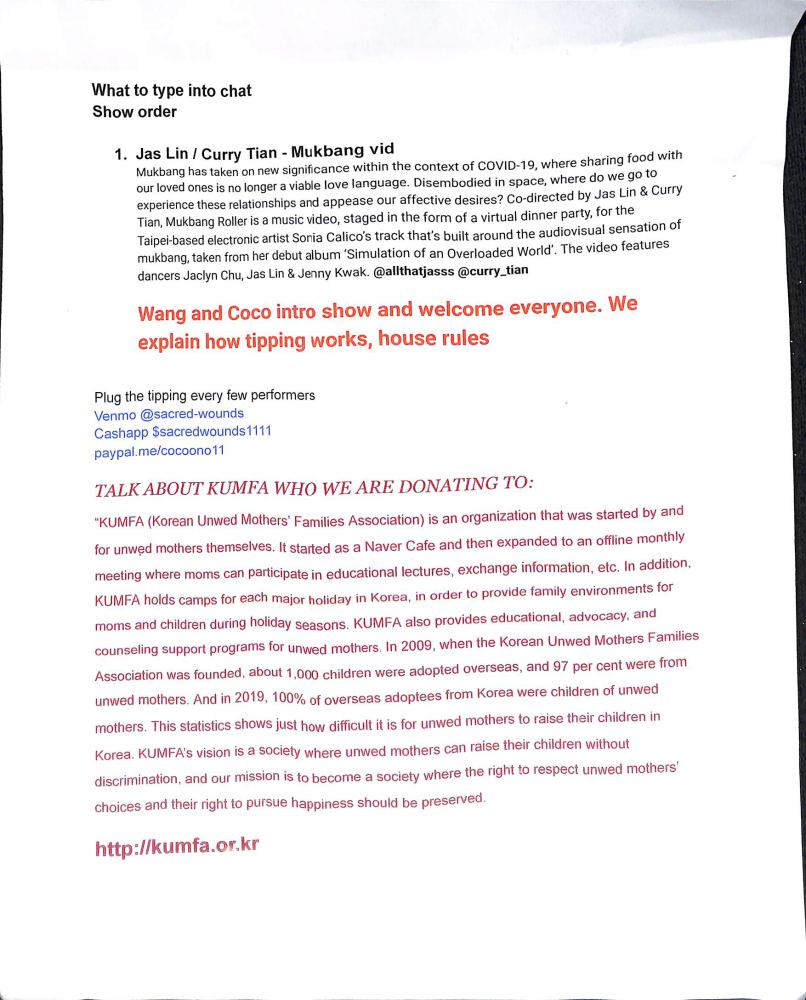 What to type into chat
Show order
1. Jas Lin / Curry Tian - Mukbang vid
Mukbang has taken on new significance within the context of COVID-19, where sharing food with
our loved ones is no longer a viable love language. Disembodied in space, where do we go to
experience these relationships and appease our affective desires? Co-directed by Jas Lin & Curry
Tian, Mukbang Roller is a music video, staged in the form of a virtual dinner party, for the
Taipei-based electronic artist Sonia Calico's track that's built around the audiovisual sensation of
mukbang, taken from her debut album 'Simulation of an Overloaded World'. The video features
dancers Jaclyn Chu, Jas Lin & Jenny Kwak. @allthatjasss @curry_tian
Wang and Coco intro show and welcome everyone. We
explain how tipping works, house rules
Plug the tipping every few performers
Venmo @sacred-wounds
Cashapp $sacredwounds1111
paypal.me/cocoono11
TALK ABOUT KUMFA WHO WE ARE DONATING TO:
"KUMFA (Korean Unwed Mothers' Families Association) is an organization that was started by and
for unwed mothers themselves. It started as a Naver Cafe and then expanded to an offline monthly
meeting where moms can participate in educational lectures, exchange information, etc. In addition,
KUMFA holds camps for each major holiday in Korea, in order to provide family environments for
moms and children during holiday seasons. KUMFA also provides educational, advocacy, and
counseling support programs for unwed mothers. In 2009, when the Korean Unwed Mothers Families
Association was founded, about 1,000 children were adopted overseas, and 97 per cent were from
unwed mothers. And in 2019, 100% of overseas adoptees from Korea were children of unwed
mothers. This statistics shows just how difficult it is for unwed mothers to raise their children in
Korea. KUMFA's vision is a society where unwed mothers can raise their children without
discrimination, and our mission is to become a society where the right to respect unwed mothers'
choices and their right to pursue happiness should be preserved.
http://kumfa.or.kr